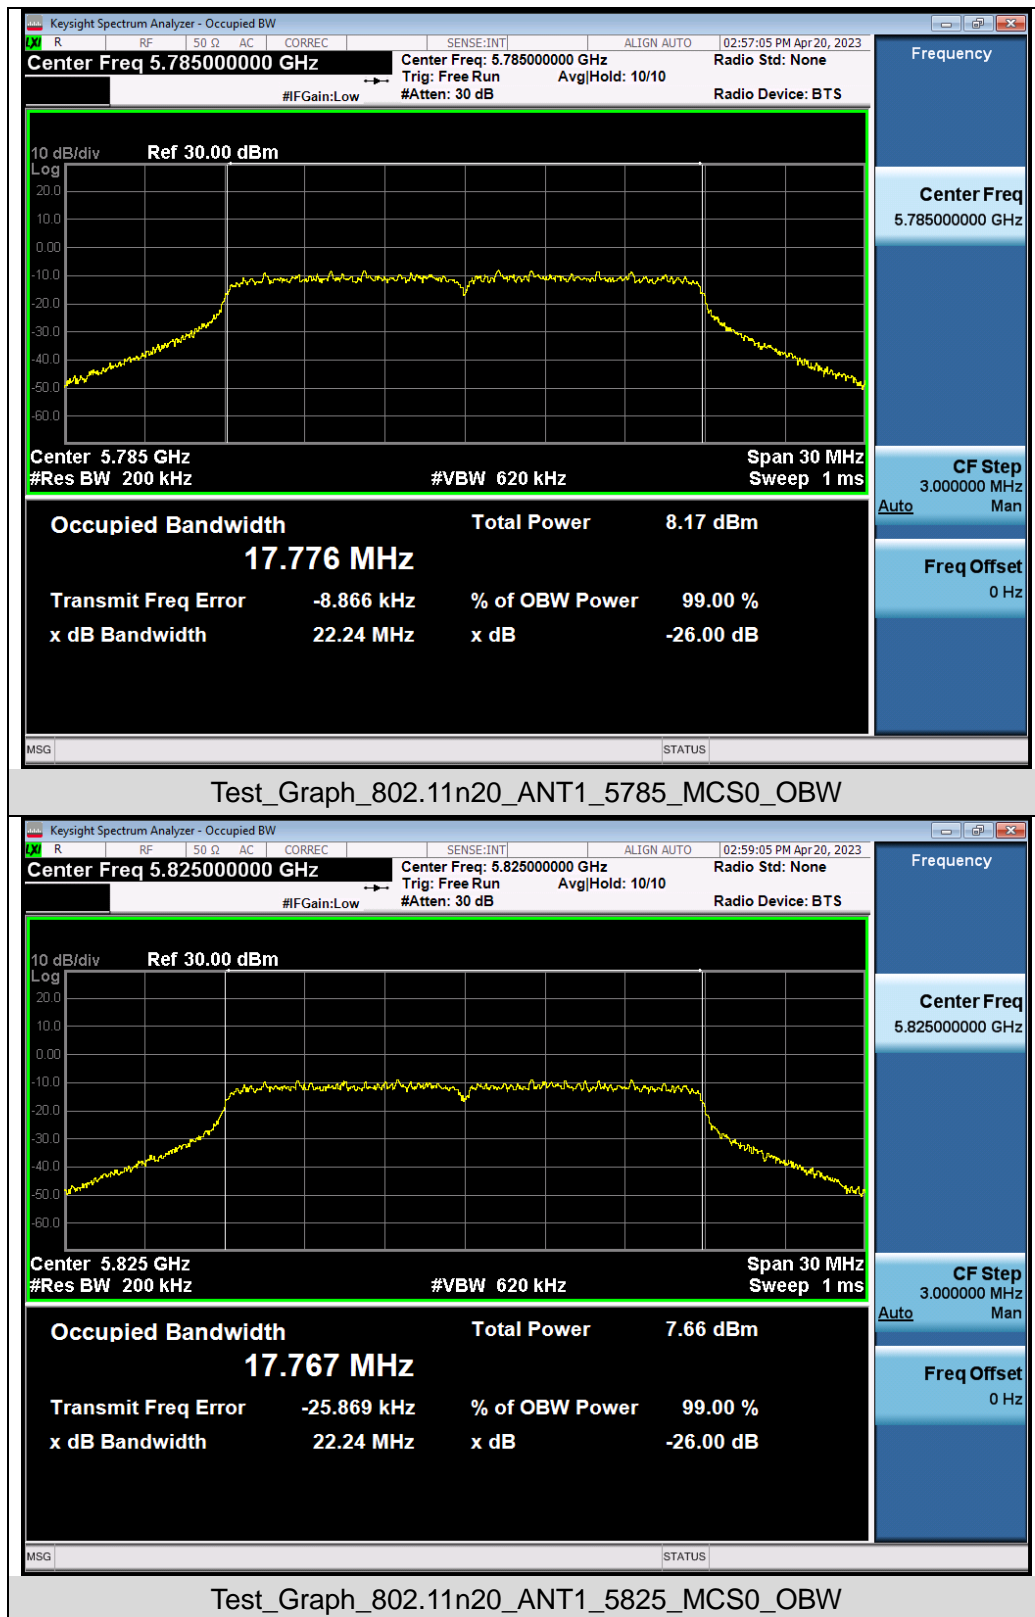 Keysight Spectrum Analyzer - Occupied BW
LXI R RF 50 Ω AC CORREC SENSE:INT ALIGN AUTO 02:57:05 PM Apr 20, 2023
Center Freq 5.785000000 GHz
Center Freq: 5.785000000 GHz
Radio Std: None
Trig: Free Run Avg|Hold: 10/10
#IFGain:Low
#Atten: 30 dB
Radio Device: BTS
Frequency
10 dB/div Ref 30.00 dBm
Log
20.0
10.0
0.00
-10.0
-20.0
-30.0
-40.0
-50.0
-60.0
Center Freq
5.785000000 GHz
Center 5.785 GHz Span 30 MHz
#Res BW 200 kHz #VBW 620 kHz Sweep 1 ms
CF Step
3.000000 MHz
Auto Man
Occupied Bandwidth Total Power 8.17 dBm
17.776 MHz
Freq Offset
0 Hz
Transmit Freq Error -8.866 kHz % of OBW Power 99.00 %
x dB Bandwidth 22.24 MHz x dB -26.00 dB
MSG STATUS
Test_Graph_802.11n20_ANT1_5785_MCS0_OBW
Keysight Spectrum Analyzer - Occupied BW
LXI R RF 50 Ω AC CORREC SENSE:INT ALIGN AUTO 02:59:05 PM Apr 20, 2023
Center Freq 5.825000000 GHz
Center Freq: 5.825000000 GHz
Radio Std: None
Trig: Free Run Avg|Hold: 10/10
#IFGain:Low
#Atten: 30 dB
Radio Device: BTS
Frequency
10 dB/div Ref 30.00 dBm
Log
20.0
10.0
0.00
-10.0
-20.0
-30.0
-40.0
-50.0
-60.0
Center Freq
5.825000000 GHz
Center 5.825 GHz Span 30 MHz
#Res BW 200 kHz #VBW 620 kHz Sweep 1 ms
CF Step
3.000000 MHz
Auto Man
Occupied Bandwidth Total Power 7.66 dBm
17.767 MHz
Freq Offset
0 Hz
Transmit Freq Error -25.869 kHz % of OBW Power 99.00 %
x dB Bandwidth 22.24 MHz x dB -26.00 dB
MSG STATUS
Test_Graph_802.11n20_ANT1_5825_MCS0_OBW